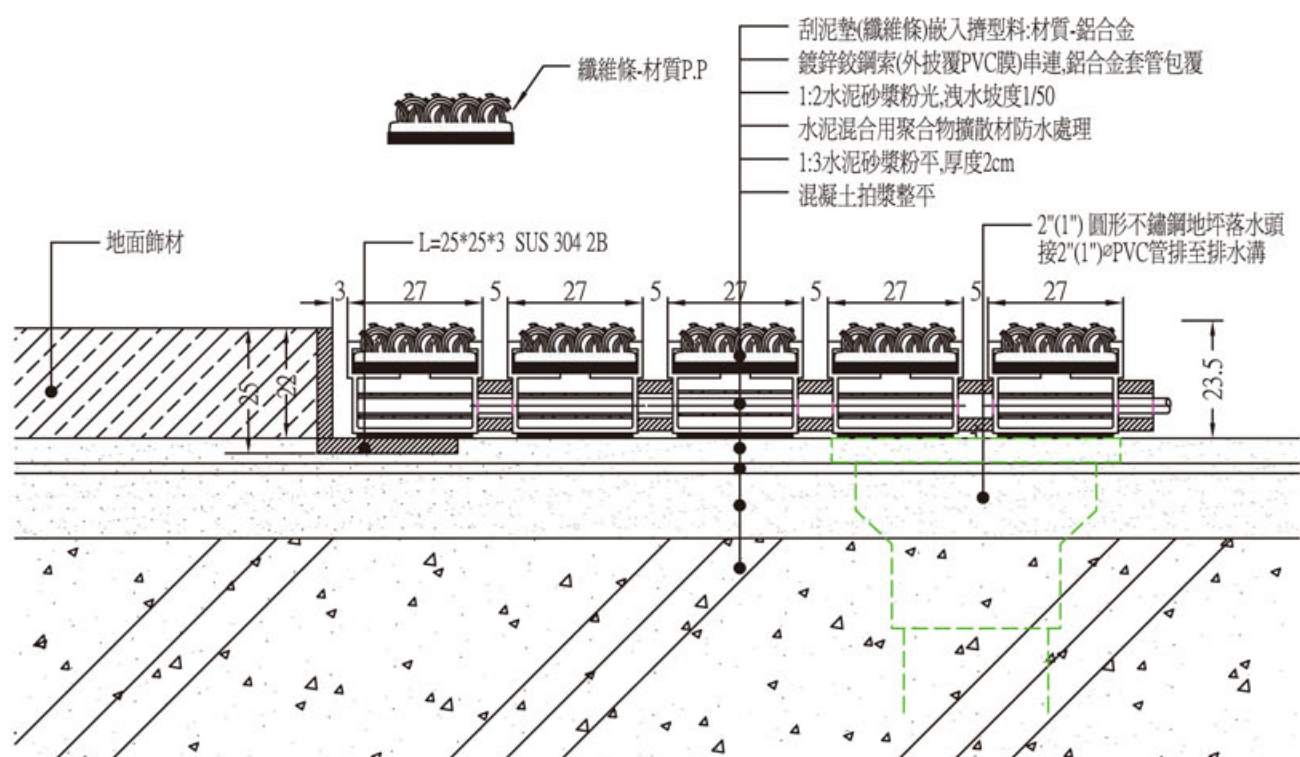 刮泥墊(纖維條)嵌入擠型料:材質-鋁合金
鍍鋅鉸鋼索(外披覆PVC膜)串連,鋁合金套管包覆
1:2水泥砂漿粉光,洩水坡度1/50
水泥混合用聚合物擴散材防水處理
1:3水泥砂漿粉平,厚度2cm
混凝土拍漿整平
纖維條-材質P.P
2"(1") 圓形不鏽鋼地坪落水頭
接2"(1")⌀PVC管排至排水溝
地面飾材
L=25*25*3 SUS 304 2B
3 27 5 27 5 27 5 27 5 27
25
22
23.5